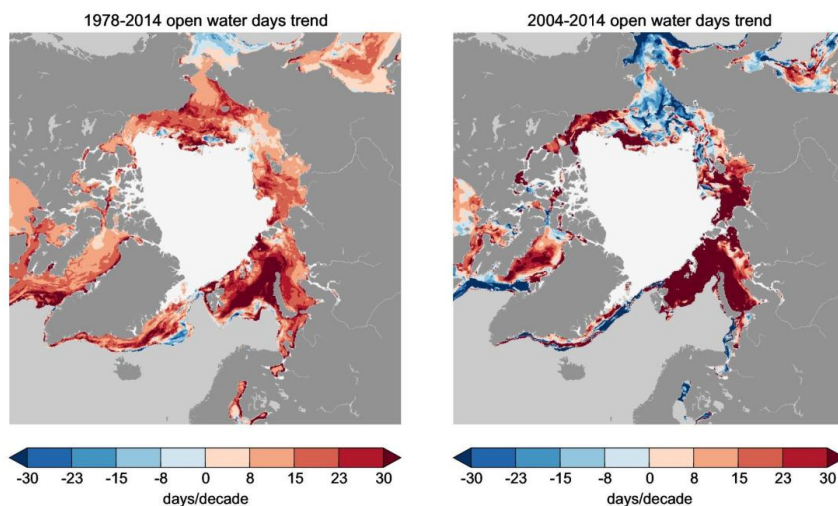 1978-2014 open water days trend
2004-2014 open water days trend
-30 -23 -15 -8 0 8 15 23 30
days/decade
-30 -23 -15 -8 0 8 15 23 30
days/decade